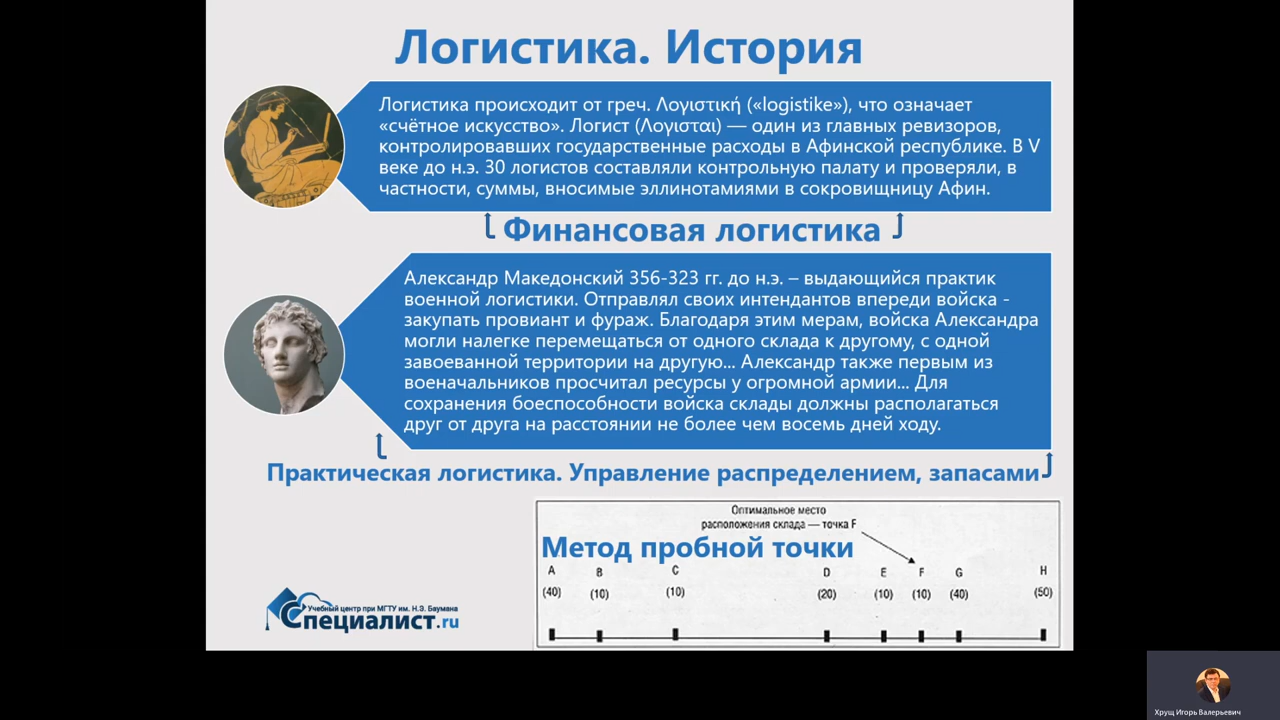 Логистика. История
Логистика происходит от греч. Λογιστική («logistike»), что означает
«счётное искусство». Логист (Λογισται) — один из главных ревизоров,
контролировавших государственные расходы в Афинской республике. В V
веке до н.э. 30 логистов составляли контрольную палату и проверяли, в
частности, суммы, вносимые эллинотамиями в сокровищницу Афин.
Финансовая логистика
Александр Македонский 356-323 гг. до н.э. – выдающийся практик
военной логистики. Отправлял своих интендантов впереди войска -
закупать провиант и фураж. Благодаря этим мерам, войска Александра
могли налегке перемещаться от одного склада к другому, с одной
завоеванной территории на другую... Александр также первым из
военачальников просчитал ресурсы у огромной армии... Для
сохранения боеспособности войска склады должны располагаться
друг от друга на расстоянии не более чем восемь дней ходу.
Практическая логистика. Управление распределением, запасами
Оптимальное место
расположения склада — точка F
Метод пробной точки
A B C D E F G H
(40) (10) (10) (20) (10) (10) (40) (50)
Учебный центр при МГТУ им. Н.Э. Баумана
Специалист.ru
Хрущ Игорь Валерьевич